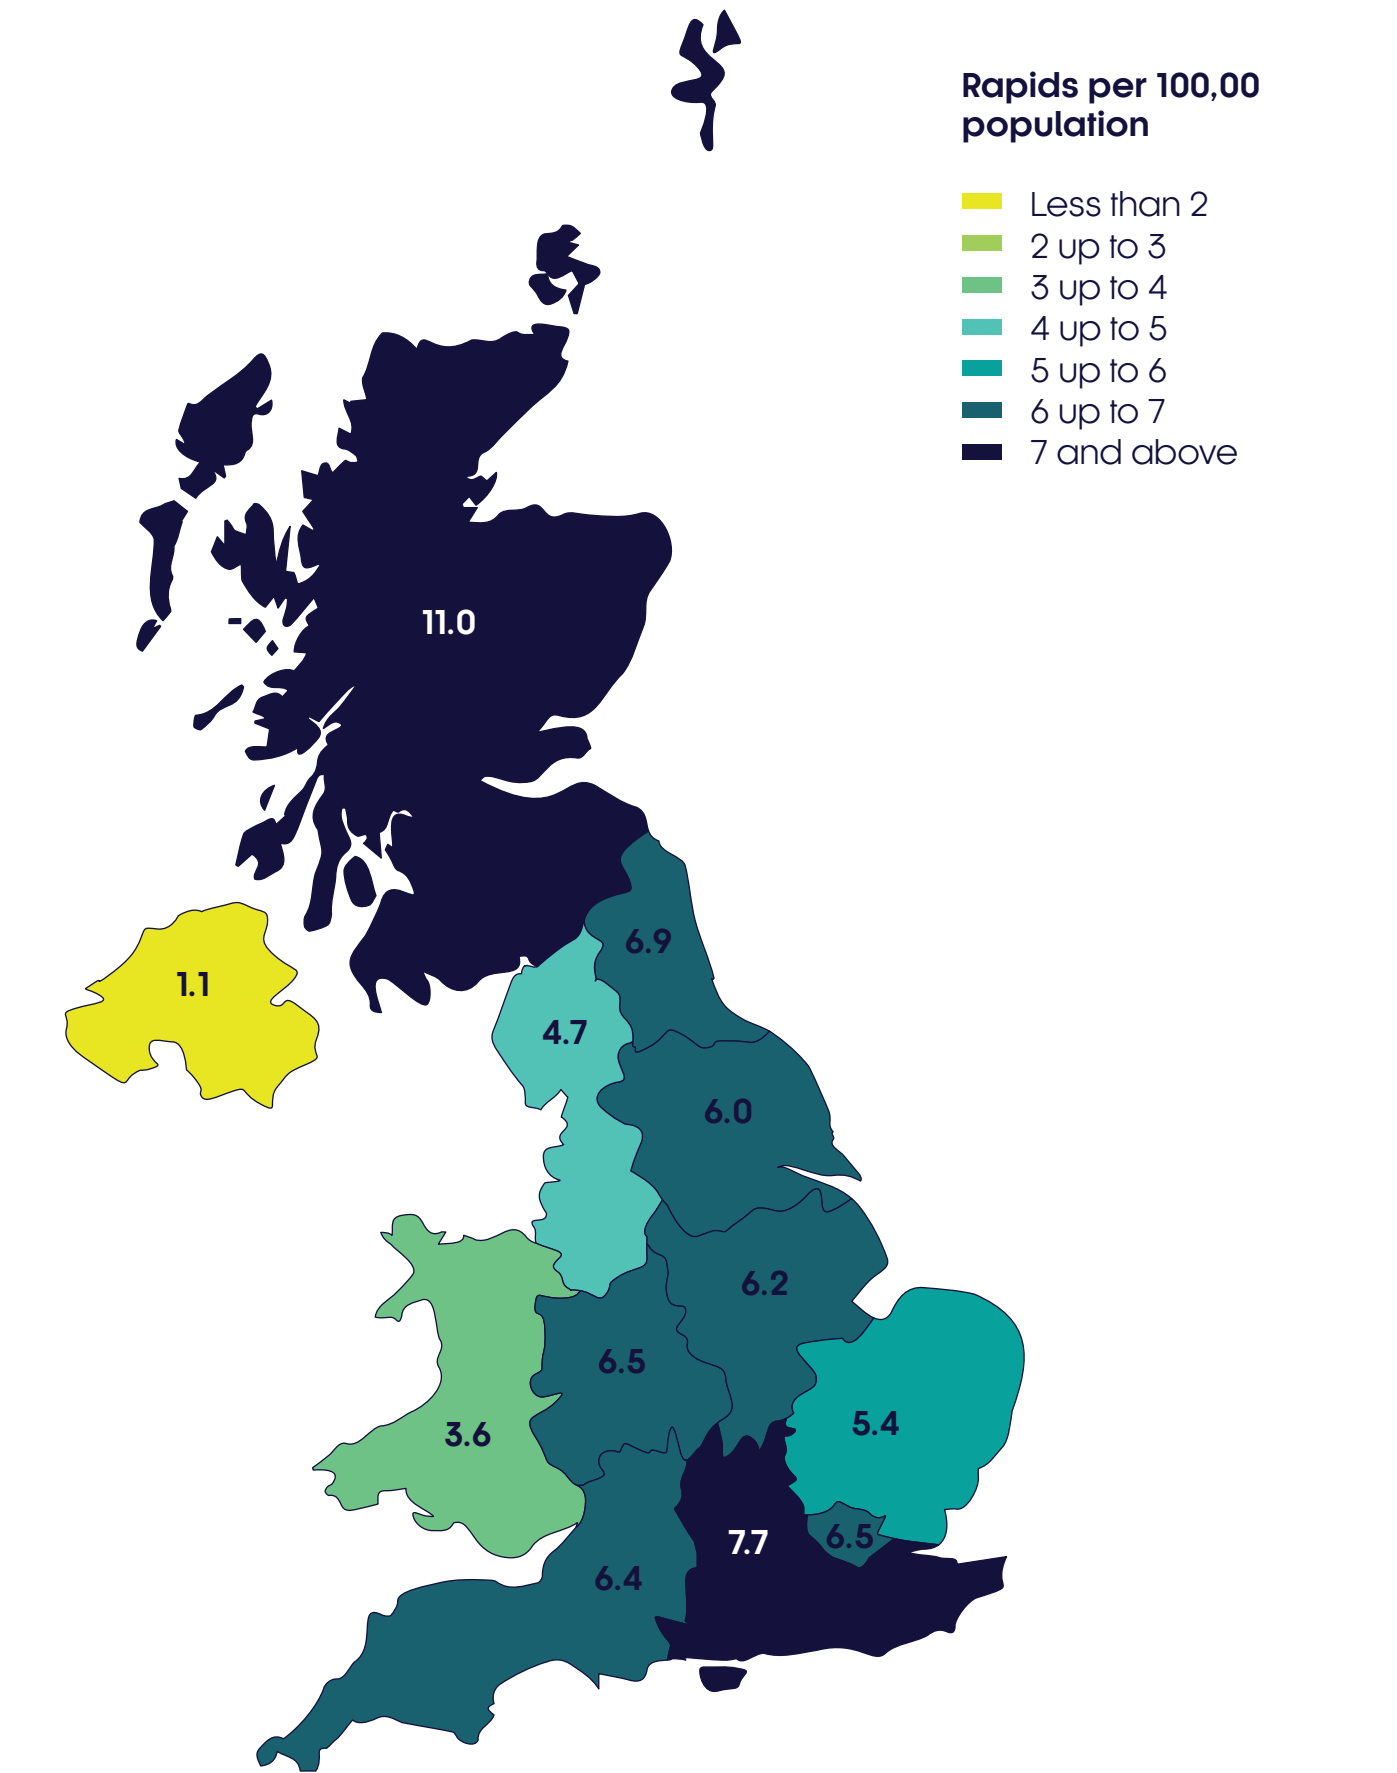 Rapids per 100,00
population
Less than 2
2 up to 3
3 up to 4
4 up to 5
5 up to 6
6 up to 7
7 and above
11.0
6.9
1.1
4.7
6.0
6.2
6.5
5.4
3.6
7.7
6.5
6.4